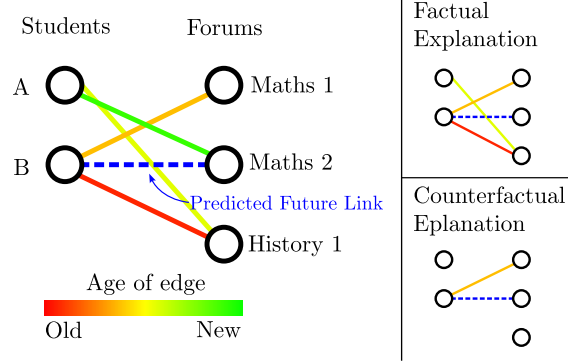 Students
Forums
A
Maths 1
B
Maths 2
Predicted Future Link
History 1
Age of edge
Old
New
Factual
Explanation
Counterfactual
Eplanation